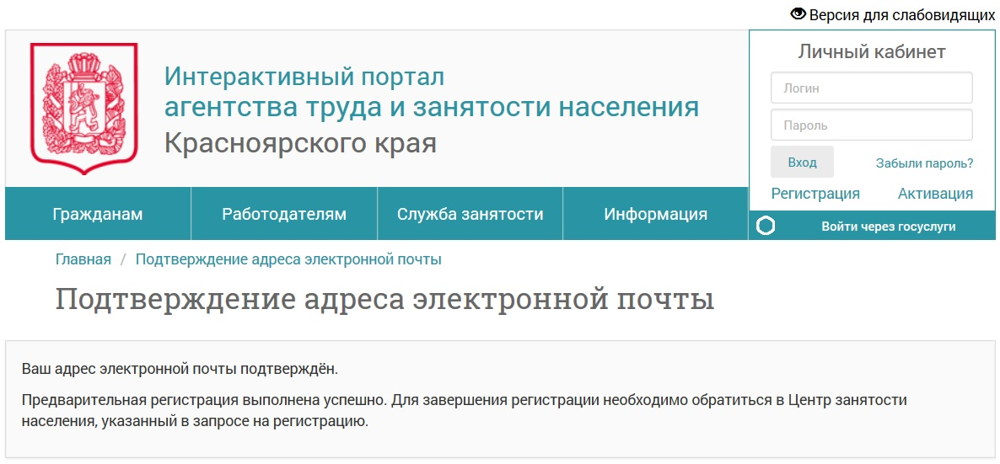 Версия для слабовидящих
Интерактивный портал
агентства труда и занятости населения
Красноярского края
Личный кабинет
Логин
Пароль
Вход
Забыли пароль?
Регистрация
Активация
Войти через госуслуги
Гражданам
Работодателям
Служба занятости
Информация
Главная / Подтверждение адреса электронной почты
Подтверждение адреса электронной почты
Ваш адрес электронной почты подтверждён.
Предварительная регистрация выполнена успешно. Для завершения регистрации необходимо обратиться в Центр занятости
населения, указанный в запросе на регистрацию.